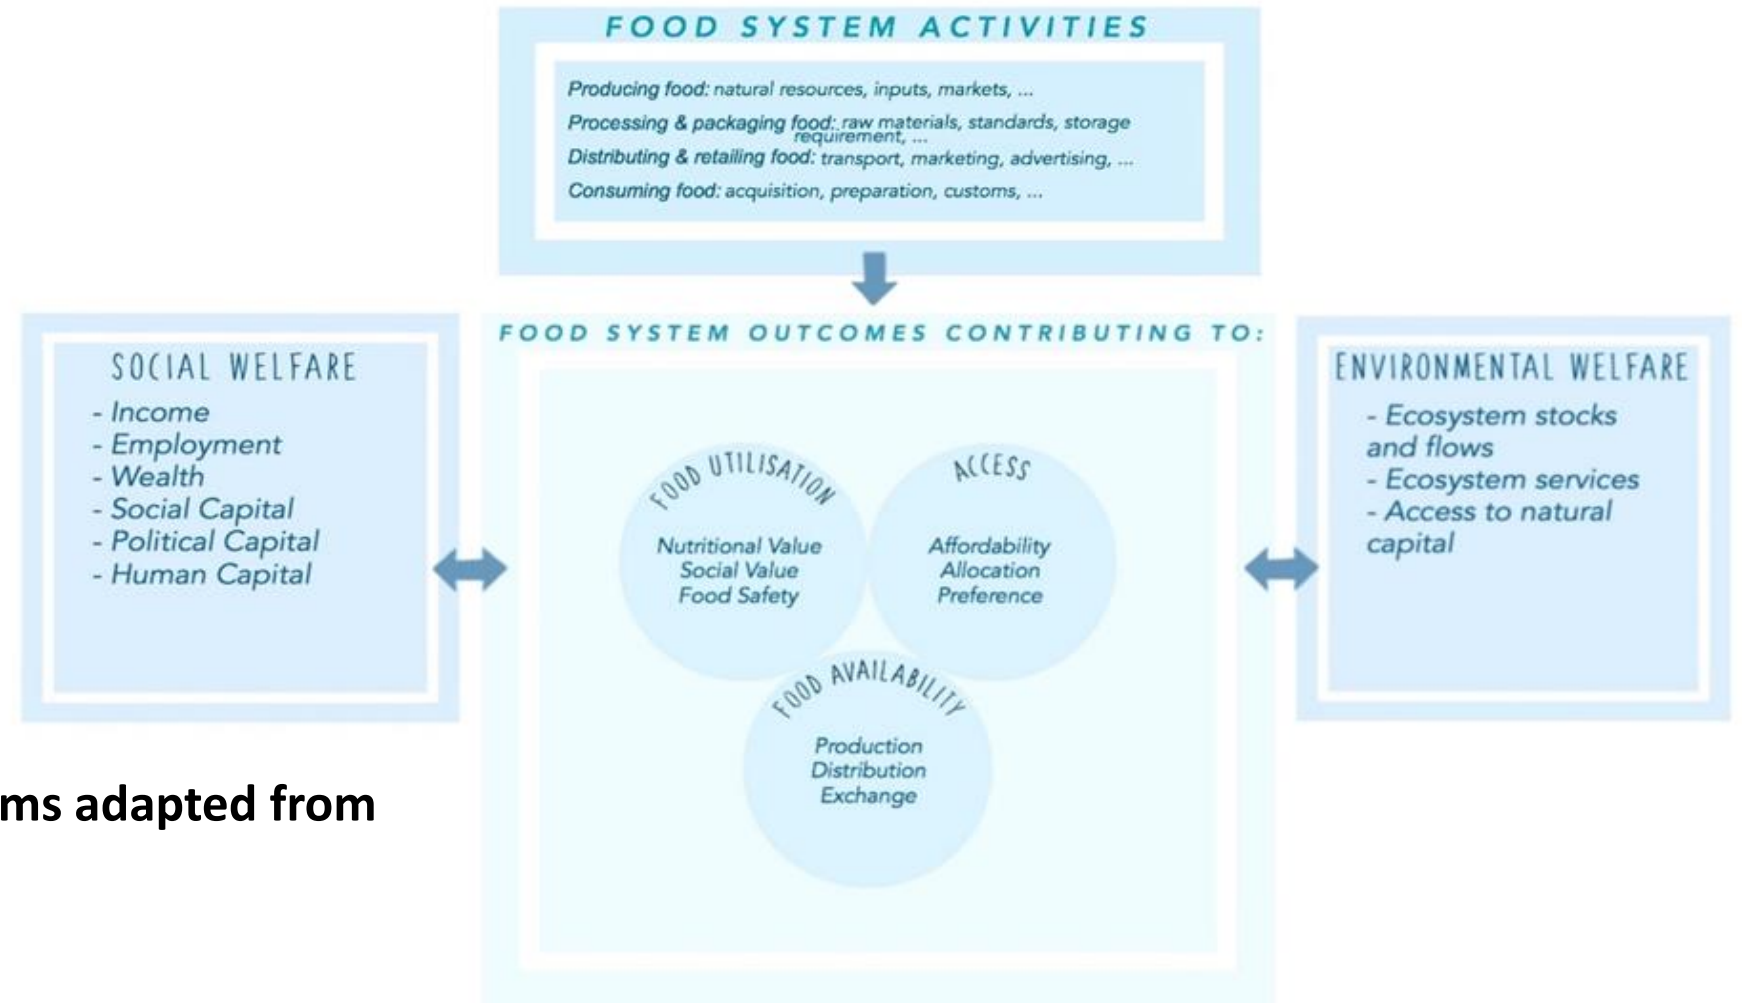 FOOD SYSTEM ACTIVITIES
Producing food: natural resources, inputs, markets, ...
Processing & packaging food: raw materials, standards, storage
requirement, ...
Distributing & retailing food: transport, marketing, advertising, ...
Consuming food: acquisition, preparation, customs, ...
SOCIAL WELFARE
- Income
- Employment
- Wealth
- Social Capital
- Political Capital
- Human Capital
FOOD SYSTEM OUTCOMES CONTRIBUTING TO:
FOOD UTILISATION
Nutritional Value
Social Value
Food Safety
ACCESS
Affordability
Allocation
Preference
FOOD AVAILABILITY
Production
Distribution
Exchange
ENVIRONMENTAL WELFARE
- Ecosystem stocks
and flows
- Ecosystem services
- Access to natural
capital
ms adapted from